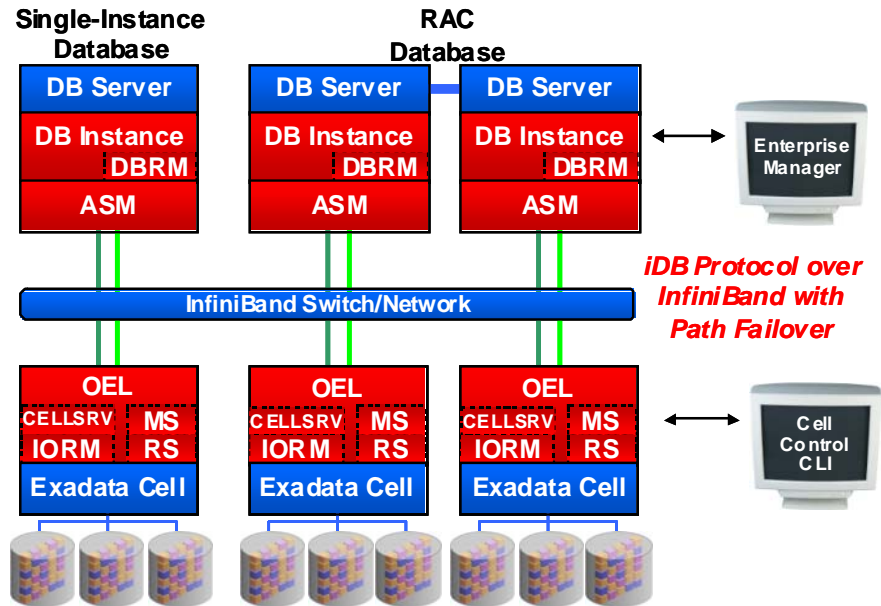 Single-Instance
Database
RAC
Database
DB Server
DB Instance
DBRM
ASM
DB Server
DB Instance
DBRM
ASM
DB Server
DB Instance
DBRM
ASM
Enterprise
Manager
iDB Protocol over
InfiniBand with
Path Failover
InfiniBand Switch/Network
OEL
CELLSRV MS
IORM RS
Exadata Cell
OEL
CELLSRV MS
IORM RS
Exadata Cell
OEL
CELLSRV MS
IORM RS
Exadata Cell
Cell
Control
CLI